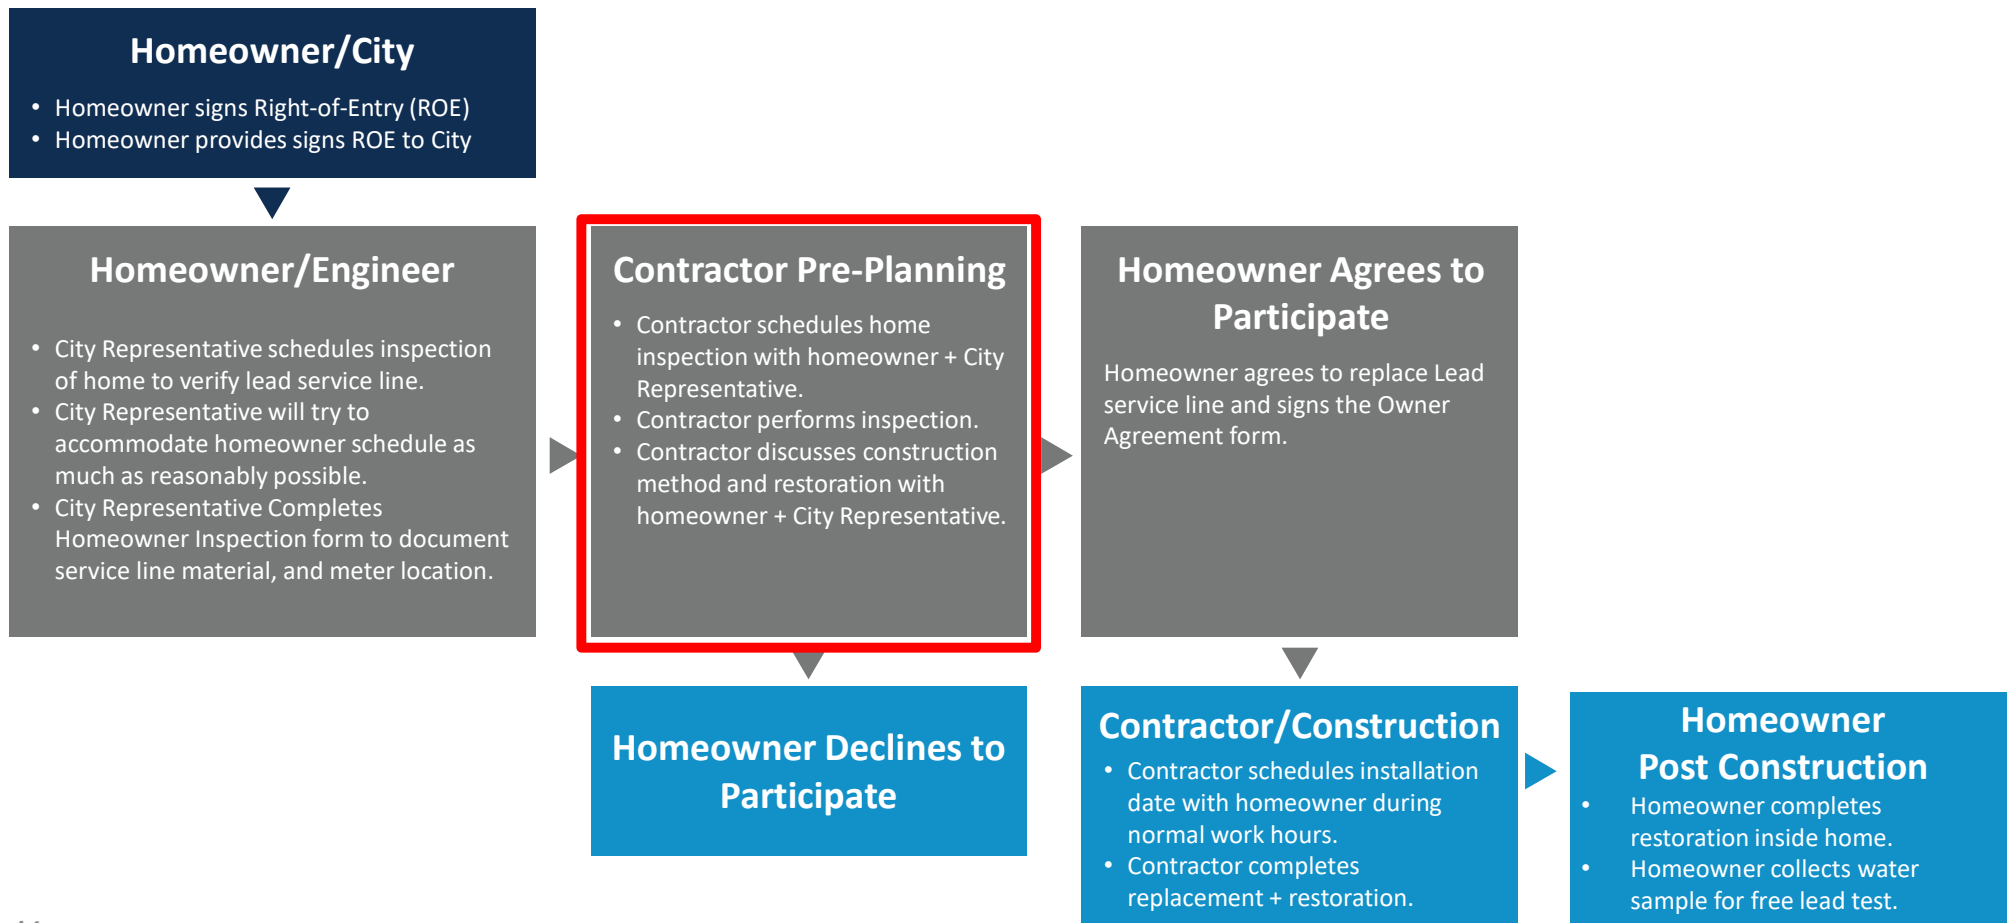 Homeowner/City
• Homeowner signs Right-of-Entry (ROE)
• Homeowner provides signs ROE to City
Homeowner/Engineer
• City Representative schedules inspection
of home to verify lead service line.
• City Representative will try to
accommodate homeowner schedule as
much as reasonably possible.
• City Representative Completes
Homeowner Inspection form to document
service line material, and meter location.
Contractor Pre-Planning
• Contractor schedules home
inspection with homeowner + City
Representative.
• Contractor performs inspection.
• Contractor discusses construction
method and restoration with
homeowner + City Representative.
Homeowner Agrees to
Participate
Homeowner agrees to replace Lead
service line and signs the Owner
Agreement form.
Homeowner Declines to
Participate
Contractor/Construction
• Contractor schedules installation
date with homeowner during
normal work hours.
• Contractor completes
replacement + restoration.
Homeowner
Post Construction
• Homeowner completes
restoration inside home.
• Homeowner collects water
sample for free lead test.